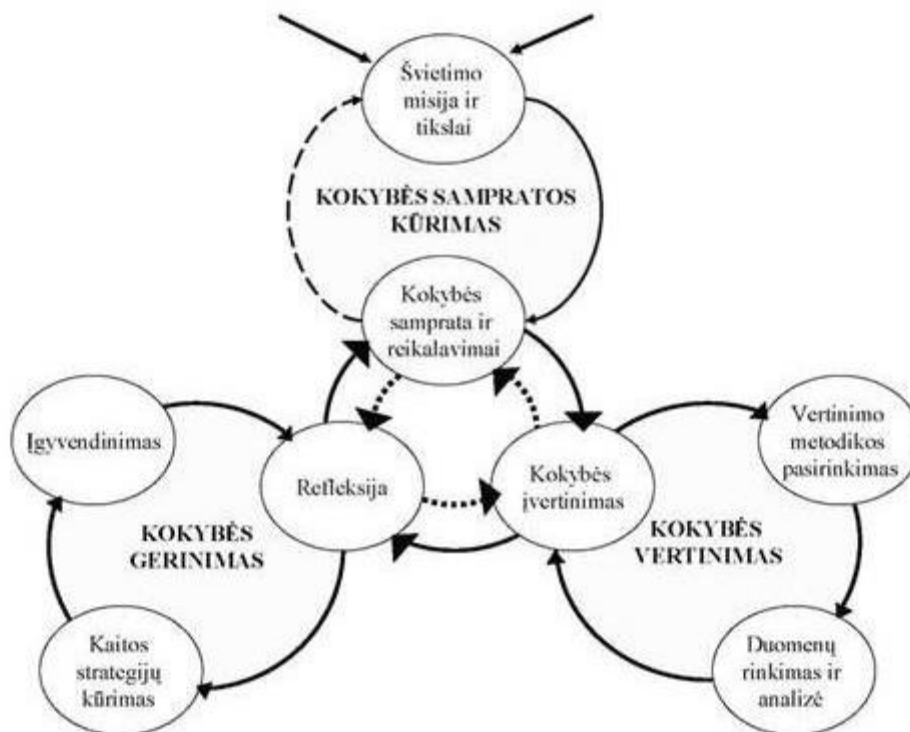 Švietimo
misija ir
tikslai
KOKYBĖS SAMPRATOS
KŪRIMAS
Kokybės
samprata ir
reikalavimai
Įgyvendinimas
Refleksija
Kokybės
įvertinimas
Vertinimo
metodikos
pasirinkimas
KOKYBĖS
GERINIMAS
KOKYBĖS
VERTINIMAS
Kaitos
strategijų
kūrimas
Duomenų
rinkimas ir
analizė